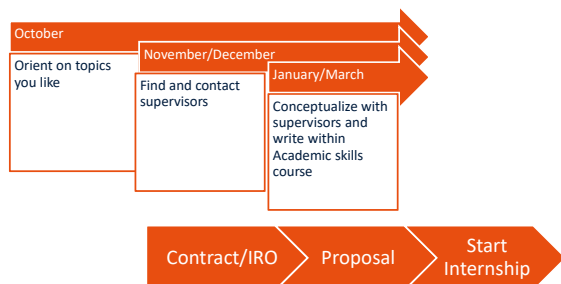 October
Orient on topics
you like
November/December
Find and contact
supervisors
January/March
Conceptualize with
supervisors and
write within
Academic skills
course
Contract/IRO
Proposal
Start
Internship